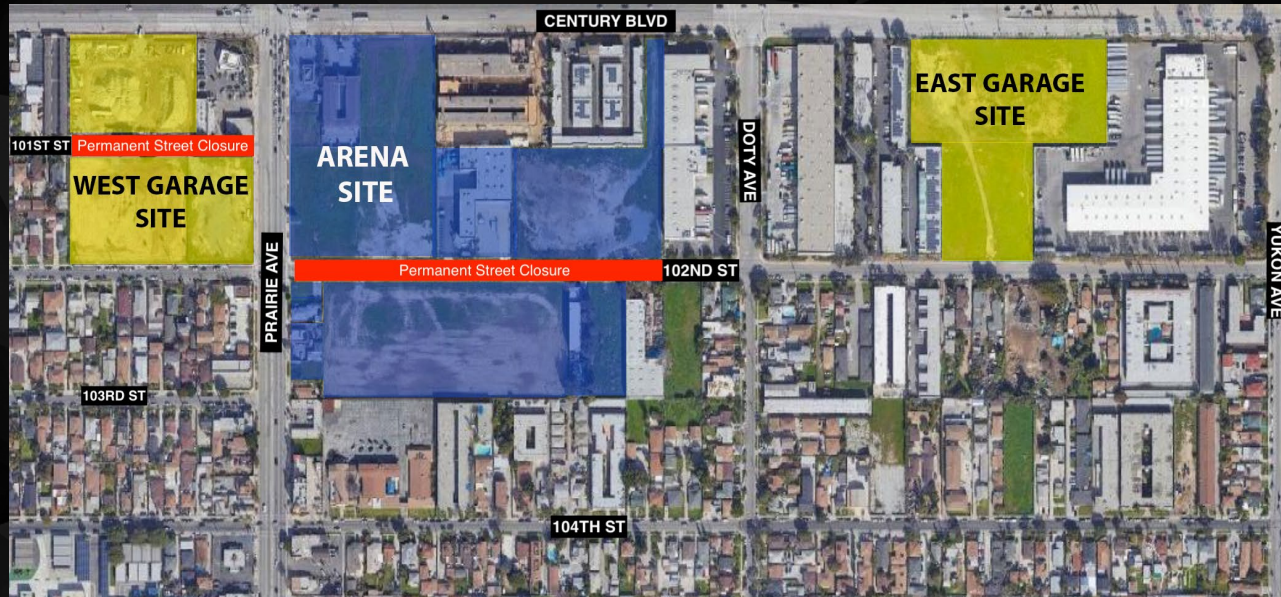 CENTURY BLVD
EAST GARAGE
SITE
101ST ST
Permanent Street Closure
ARENA
SITE
DOTY AVE
WEST GARAGE
SITE
PRAIRIE AVE
Permanent Street Closure
102ND ST
YUKON AVE
103RD ST
104TH ST